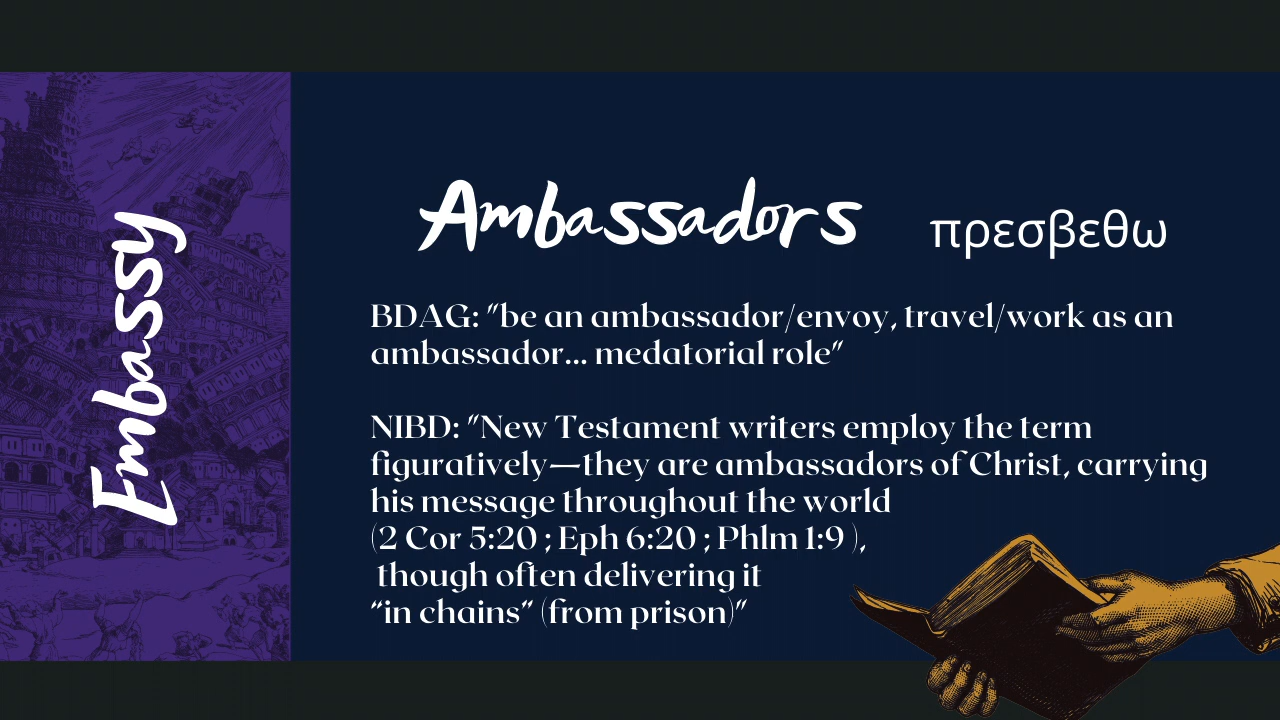 Embassy
Ambassadors πρεσβεθω
BDAG: "be an ambassador/envoy, travel/work as an
ambassador... medatorial role"
NIBD: "New Testament writers employ the term
figuratively—they are ambassadors of Christ, carrying
his message throughout the world
(2 Cor 5:20 ; Eph 6:20 ; Phlm 1:9 ),
though often delivering it
"in chains" (from prison)"